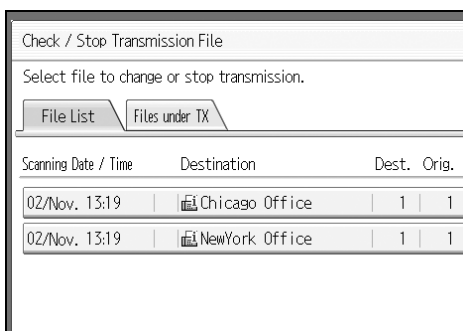 Check / Stop Transmission File
Select file to change or stop transmission.
File List Files under TX
Scanning Date / Time Destination Dest. Orig.
02/Nov. 13:19 Chicago Office 1 1
02/Nov. 13:19 NewYork Office 1 1